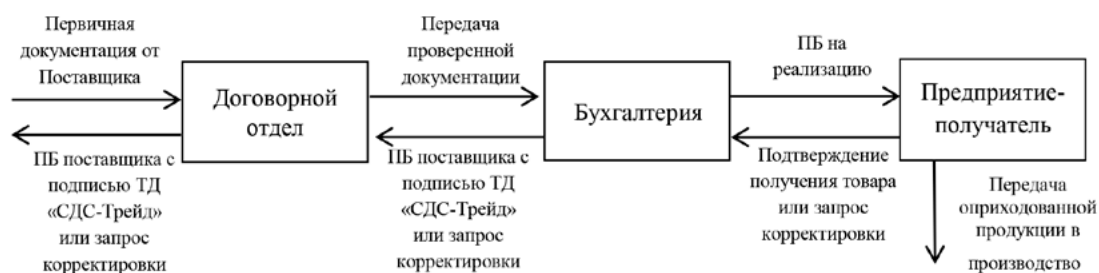 Первичная
документация от
Поставщика
Договорной
отдел
ПБ поставщика с
подписью ТД
«СДС-Трейд»
или запрос
корректировки
Передача
проверенной
документации
Бухгалтерия
ПБ поставщика с
подписью ТД
«СДС-Трейд»
или запрос
корректировки
ПБ на
реализацию
Предприятие-
получатель
Подтверждение
получения товара
или запрос
корректировки
Передача
оприходованной
продукции в
производство